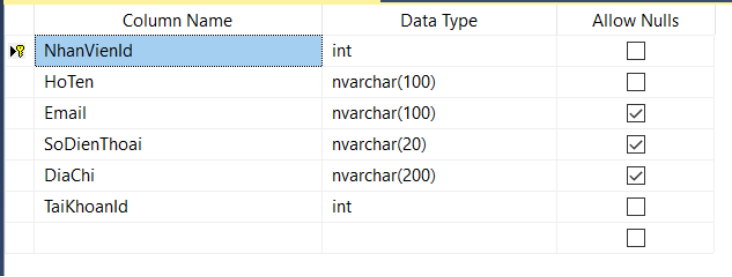 Column Name Data Type Allow Nulls
NhanVienId int
HoTen nvarchar(100)
Email nvarchar(100)
SoDienThoai nvarchar(20)
DiaChi nvarchar(200)
TaiKhoanId int